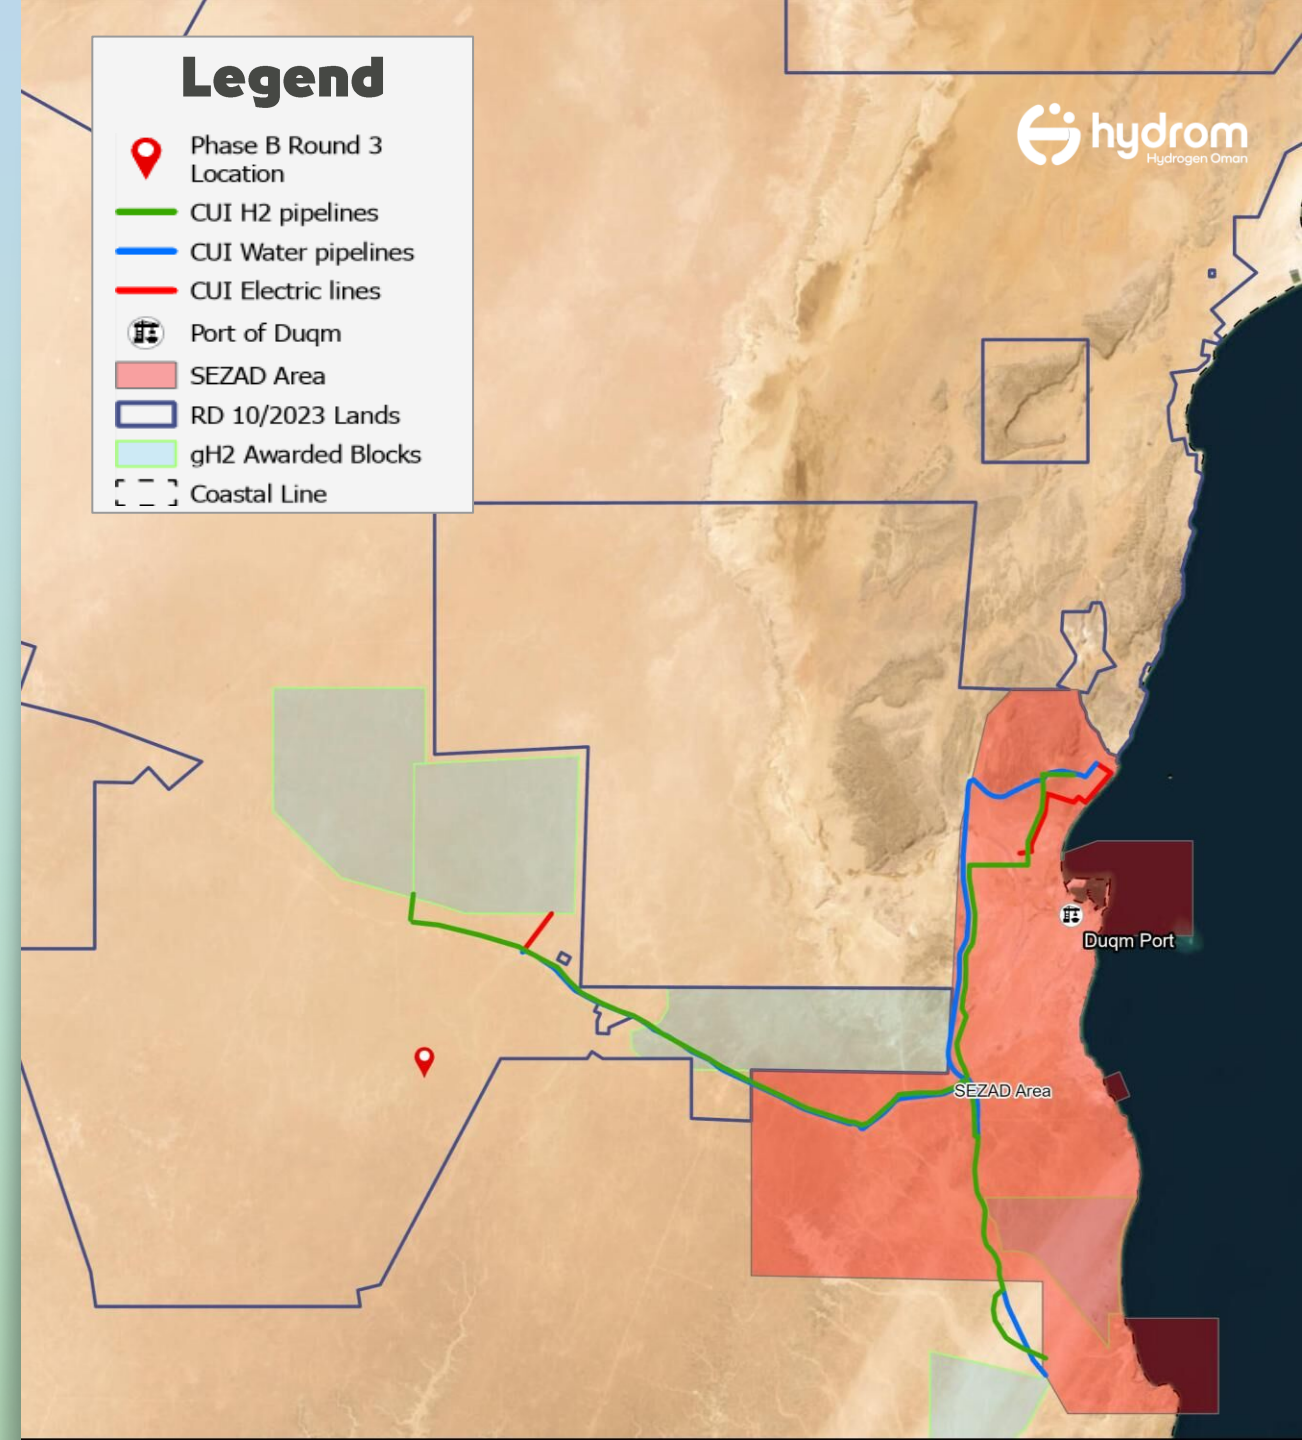 Legend
Phase B Round 3
Location
CUI H2 pipelines
CUI Water pipelines
CUI Electric lines
Port of Duqm
SEZAD Area
RD 10/2023 Lands
gH2 Awarded Blocks
Coastal Line
hydrom
Hydrogen Oman
Duqm Port
SEZAD Area